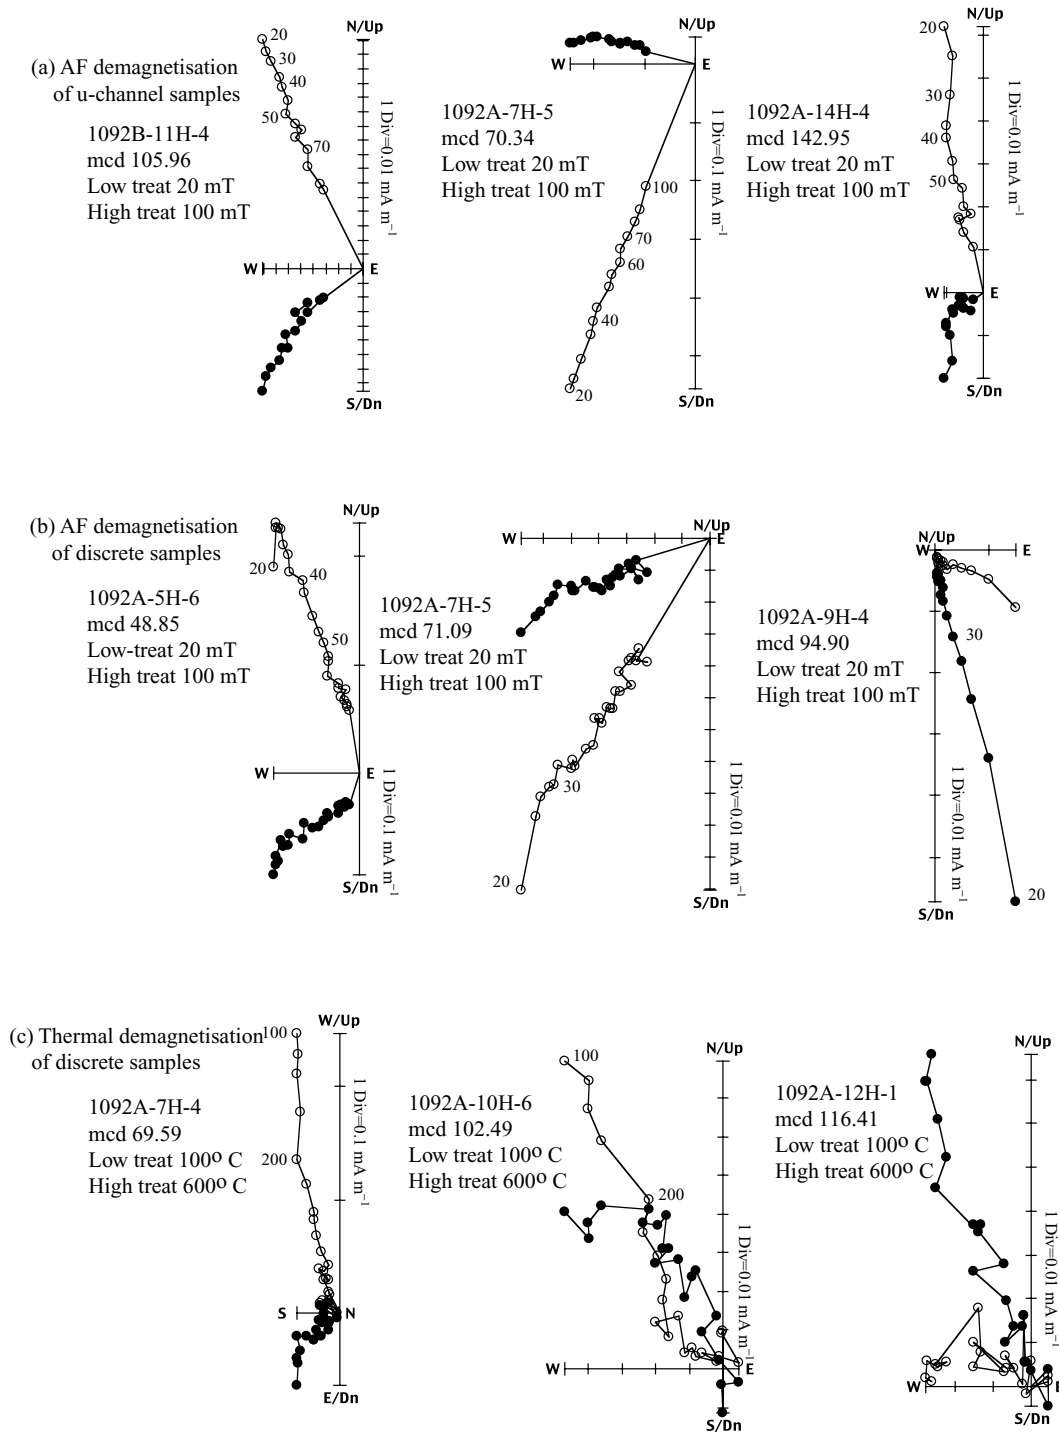 (a) AF demagnetisation
of u-channel samples
1092B-11H-4
mcd 105.96
Low treat 20 mT
High treat 100 mT
N/Up
20
30
40
50
70
1 Div=0.01 mA m⁻¹
W
E
S/Dn
1092A-7H-5
mcd 70.34
Low treat 20 mT
High treat 100 mT
N/Up
W
E
1 Div=0.1 mA m⁻¹
100
70
60
40
20
S/Dn
1092A-14H-4
mcd 142.95
Low treat 20 mT
High treat 100 mT
N/Up
20
30
40
50
1 Div=0.01 mA m⁻¹
W
E
S/Dn
(b) AF demagnetisation
of discrete samples
1092A-5H-6
mcd 48.85
Low-treat 20 mT
High treat 100 mT
N/Up
20
40
50
W
E
1 Div=0.1 mA m⁻¹
S/Dn
1092A-7H-5
mcd 71.09
Low treat 20 mT
High treat 100 mT
N/Up
W
E
30
20
1 Div=0.01 mA m⁻¹
S/Dn
1092A-9H-4
mcd 94.90
Low treat 20 mT
High treat 100 mT
N/Up
W
E
30
20
1 Div=0.01 mA m⁻¹
S/Dn
(c) Thermal demagnetisation
of discrete samples
1092A-7H-4
mcd 69.59
Low treat 100º C
High treat 600º C
W/Up
100
200
1 Div=0.1 mA m⁻¹
S
N
E/Dn
1092A-10H-6
mcd 102.49
Low treat 100º C
High treat 600º C
N/Up
100
200
1 Div=0.01 mA m⁻¹
W
E
S/Dn
1092A-12H-1
mcd 116.41
Low treat 100º C
High treat 600º C
N/Up
1 Div=0.01 mA m⁻¹
W
E
S/Dn